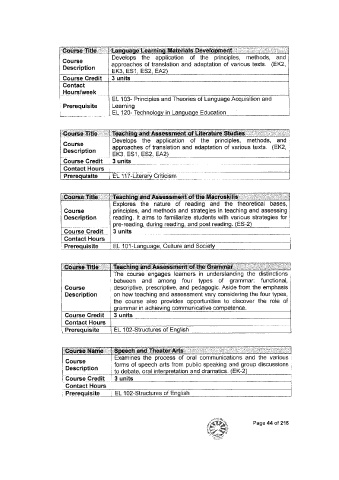 Course Title Language Learning Materials Development
Course Description Develops the application of the principles, methods, and
approaches of translation and adaptation of various texts. (EK2,
EK3, ES1, ES2, EA2)
Course Credit 3 units
Contact
Hours/week
Prerequisite EL 103- Principles and Theories of Language Acquisition and
Learning
EL 120- Technology in Language Education
Course Title Teaching and Assessment of Literature Studies
Course Description Develops the application of the principles, methods, and
approaches of translation and adaptation of various texts. (EK2,
EK3, ES1, ES2, EA2)
Course Credit 3 units
Contact Hours
Prerequisite EL 117-Literary Criticism
Course Title Teaching and Assessment of the Macroskills
Course Description Explores the nature of reading and the theoretical bases,
principles, and methods and strategies in teaching and assessing
reading. It aims to familiarize students with various strategies for
pre-reading, during reading, and post reading. (ES-2)
Course Credit 3 units
Contact Hours
Prerequisite EL 101-Language, Culture and Society
Course Title Teaching and Assessment of the Grammar
Course Description The course engages learners in understanding the distinctions
between and among four types of grammar: functional,
descriptive, prescriptive, and pedagogic. Aside from the emphasis
on how teaching and assessment vary considering the four types,
the course also provides opportunities to discover the role of
grammar in achieving communicative competence.
Course Credit 3 units
Contact Hours
Prerequisite EL 102-Structures of English
Course Name Speech and Theater Arts
Course Description Examines the process of oral communications and the various
forms of speech arts from public speaking and group discussions
to debate, oral interpretation and dramatics. (EK-2)
Course Credit 3 units
Contact Hours
Prerequisite EL 102-Structures of English
Page 44 of 216